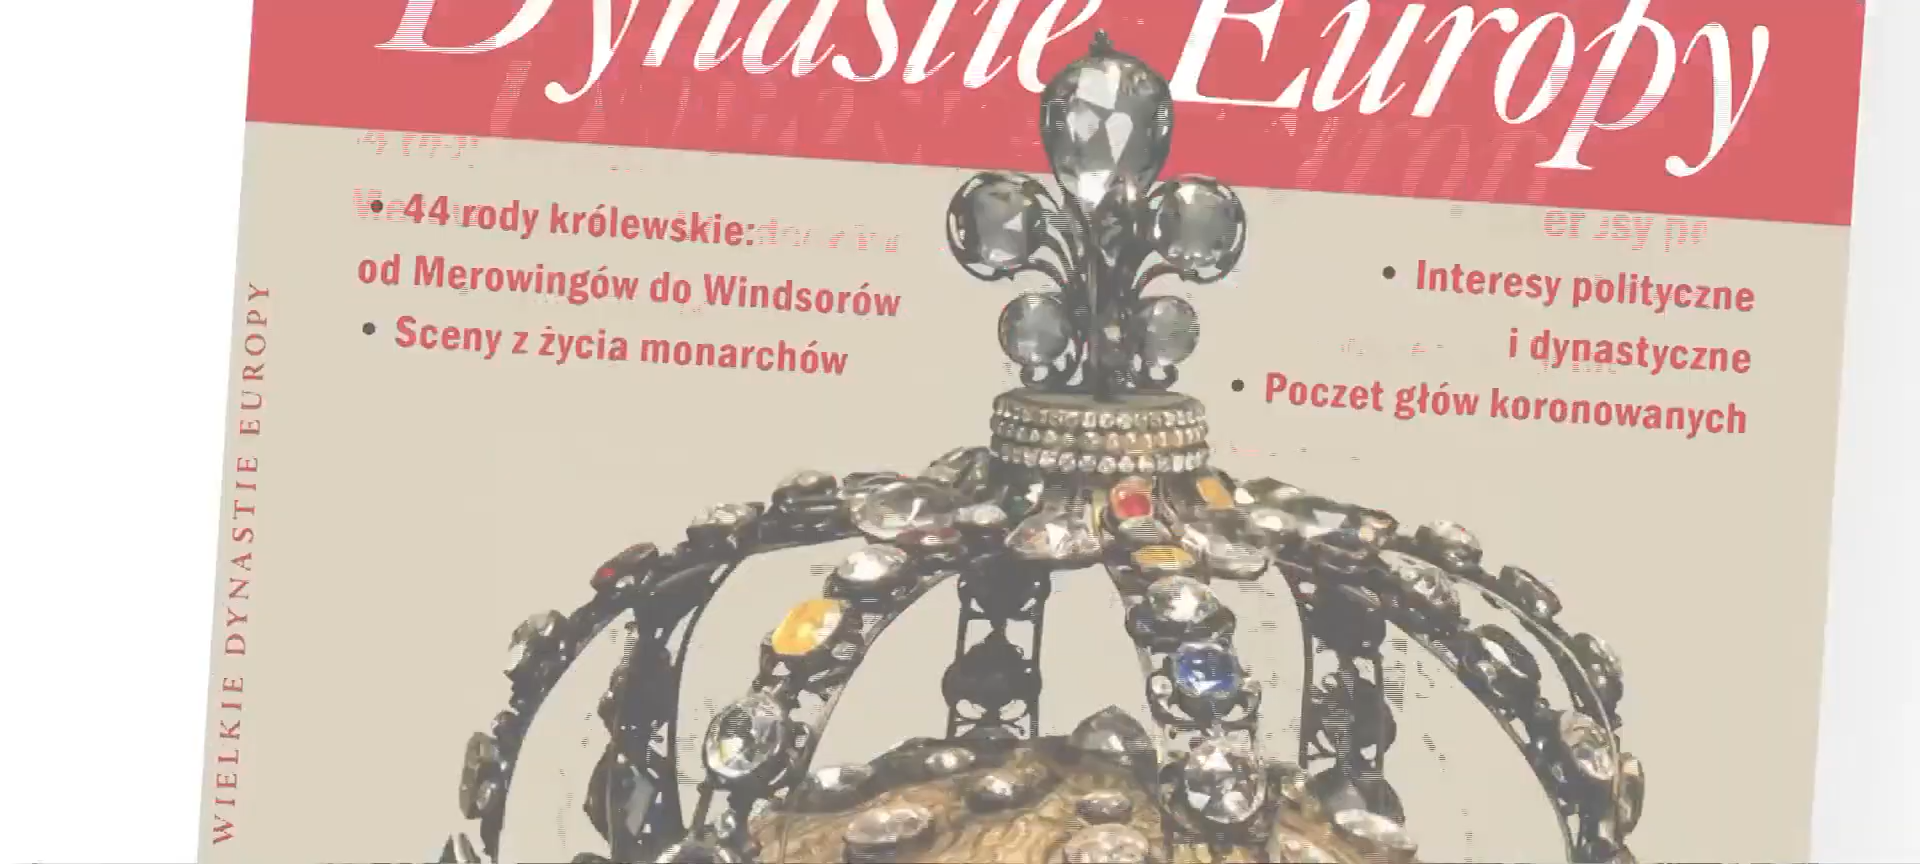 Dynastie Europy
• 44 rody królewskie:
od Merowingów do Windsorów
• Sceny z życia monarchów
• Interesy polityczne
i dynastyczne
• Poczet głów koronowanych
WIELKIE DYNASTIE EUROPY